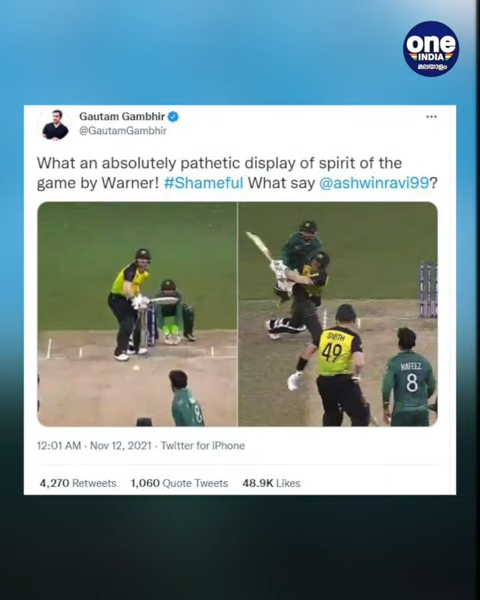 one
INDIA
മലയാളം
Gautam Gambhir
@GautamGambhir
What an absolutely pathetic display of spirit of the
game by Warner! #Shameful What say @ashwinravi99?
SMITH
49
HAFEEZ
8
8
12:01 AM · Nov 12, 2021 · Twitter for iPhone
4,270 Retweets 1,060 Quote Tweets 48.9K Likes